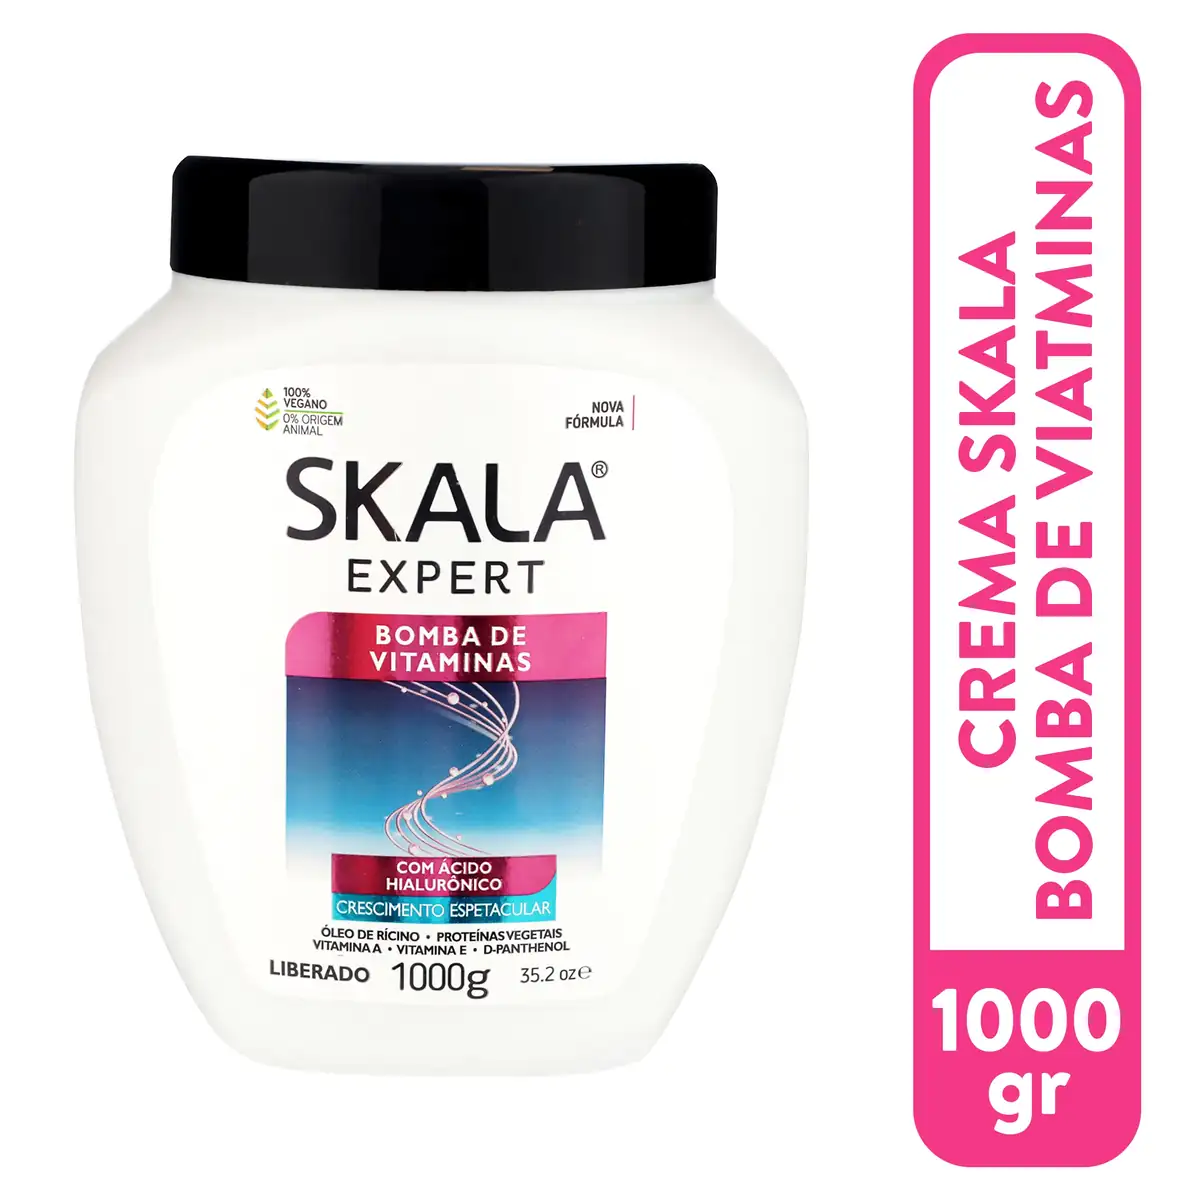 100%
VEGANO
0% ORIGEM
ANIMAL
NOVA
FÓRMULA
SKALA®
EXPERT
BOMBA DE
VITAMINAS
COM ÁCIDO
HIALURÔNICO
CRESCIMENTO ESPETACULAR
ÓLEO DE RÍCINO • PROTEÍNAS VEGETAIS
VITAMINA A • VITAMINA E • D-PANTHENOL
LIBERADO 1000g 35.2 oz℮
CREMA SKALA
BOMBA DE VIATMINAS
1000
gr